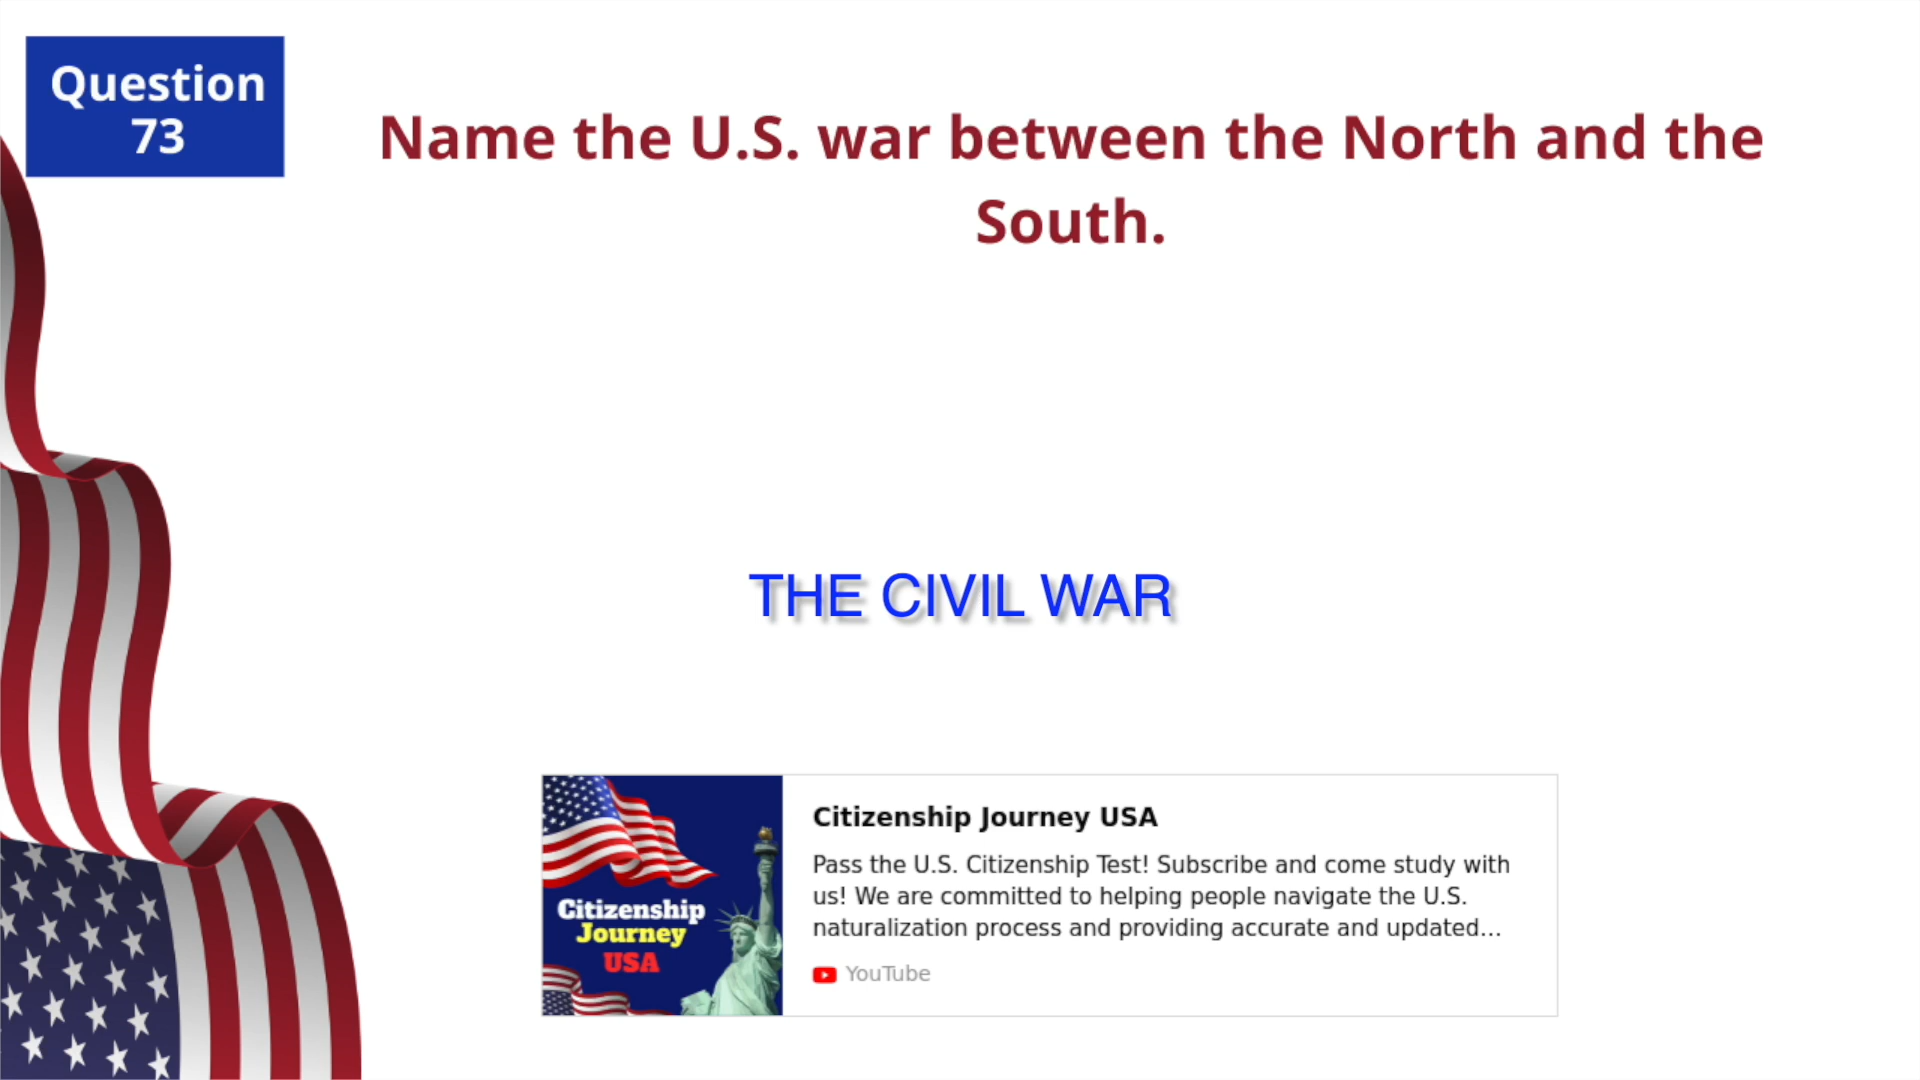 Question
73
Name the U.S. war between the North and the
South.
THE CIVIL WAR
Citizenship
Journey
USA
Citizenship Journey USA
Pass the U.S. Citizenship Test! Subscribe and come study with
us! We are committed to helping people navigate the U.S.
naturalization process and providing accurate and updated...
YouTube